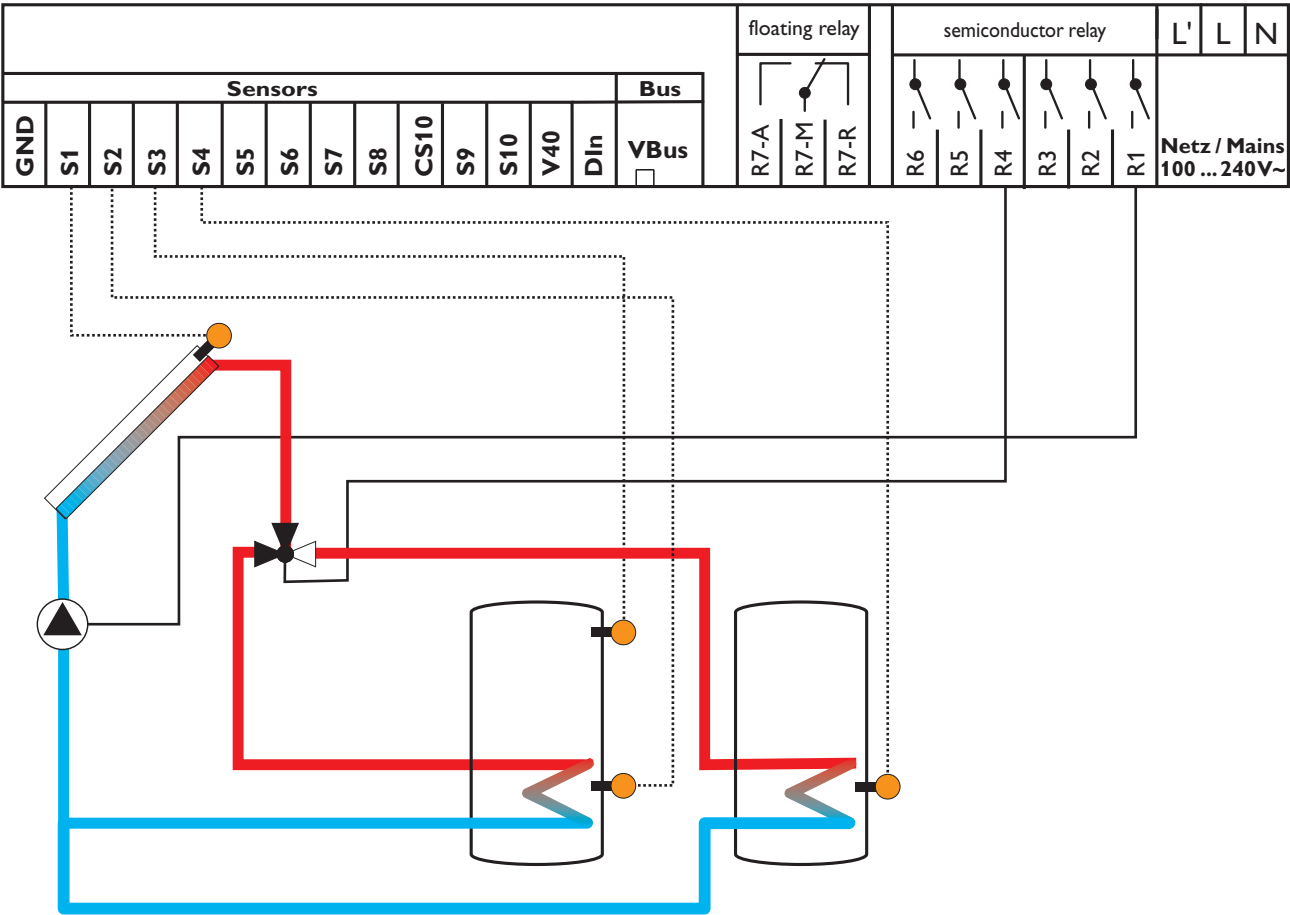 floating relay
semiconductor relay
L'
L
N
Sensors
Bus
GND
S1
S2
S3
S4
S5
S6
S7
S8
CS10
S9
S10
V40
DIn
VBus
R7-A
R7-M
R7-R
R6
R5
R4
R3
R2
R1
Netz / Mains
100 ... 240V~